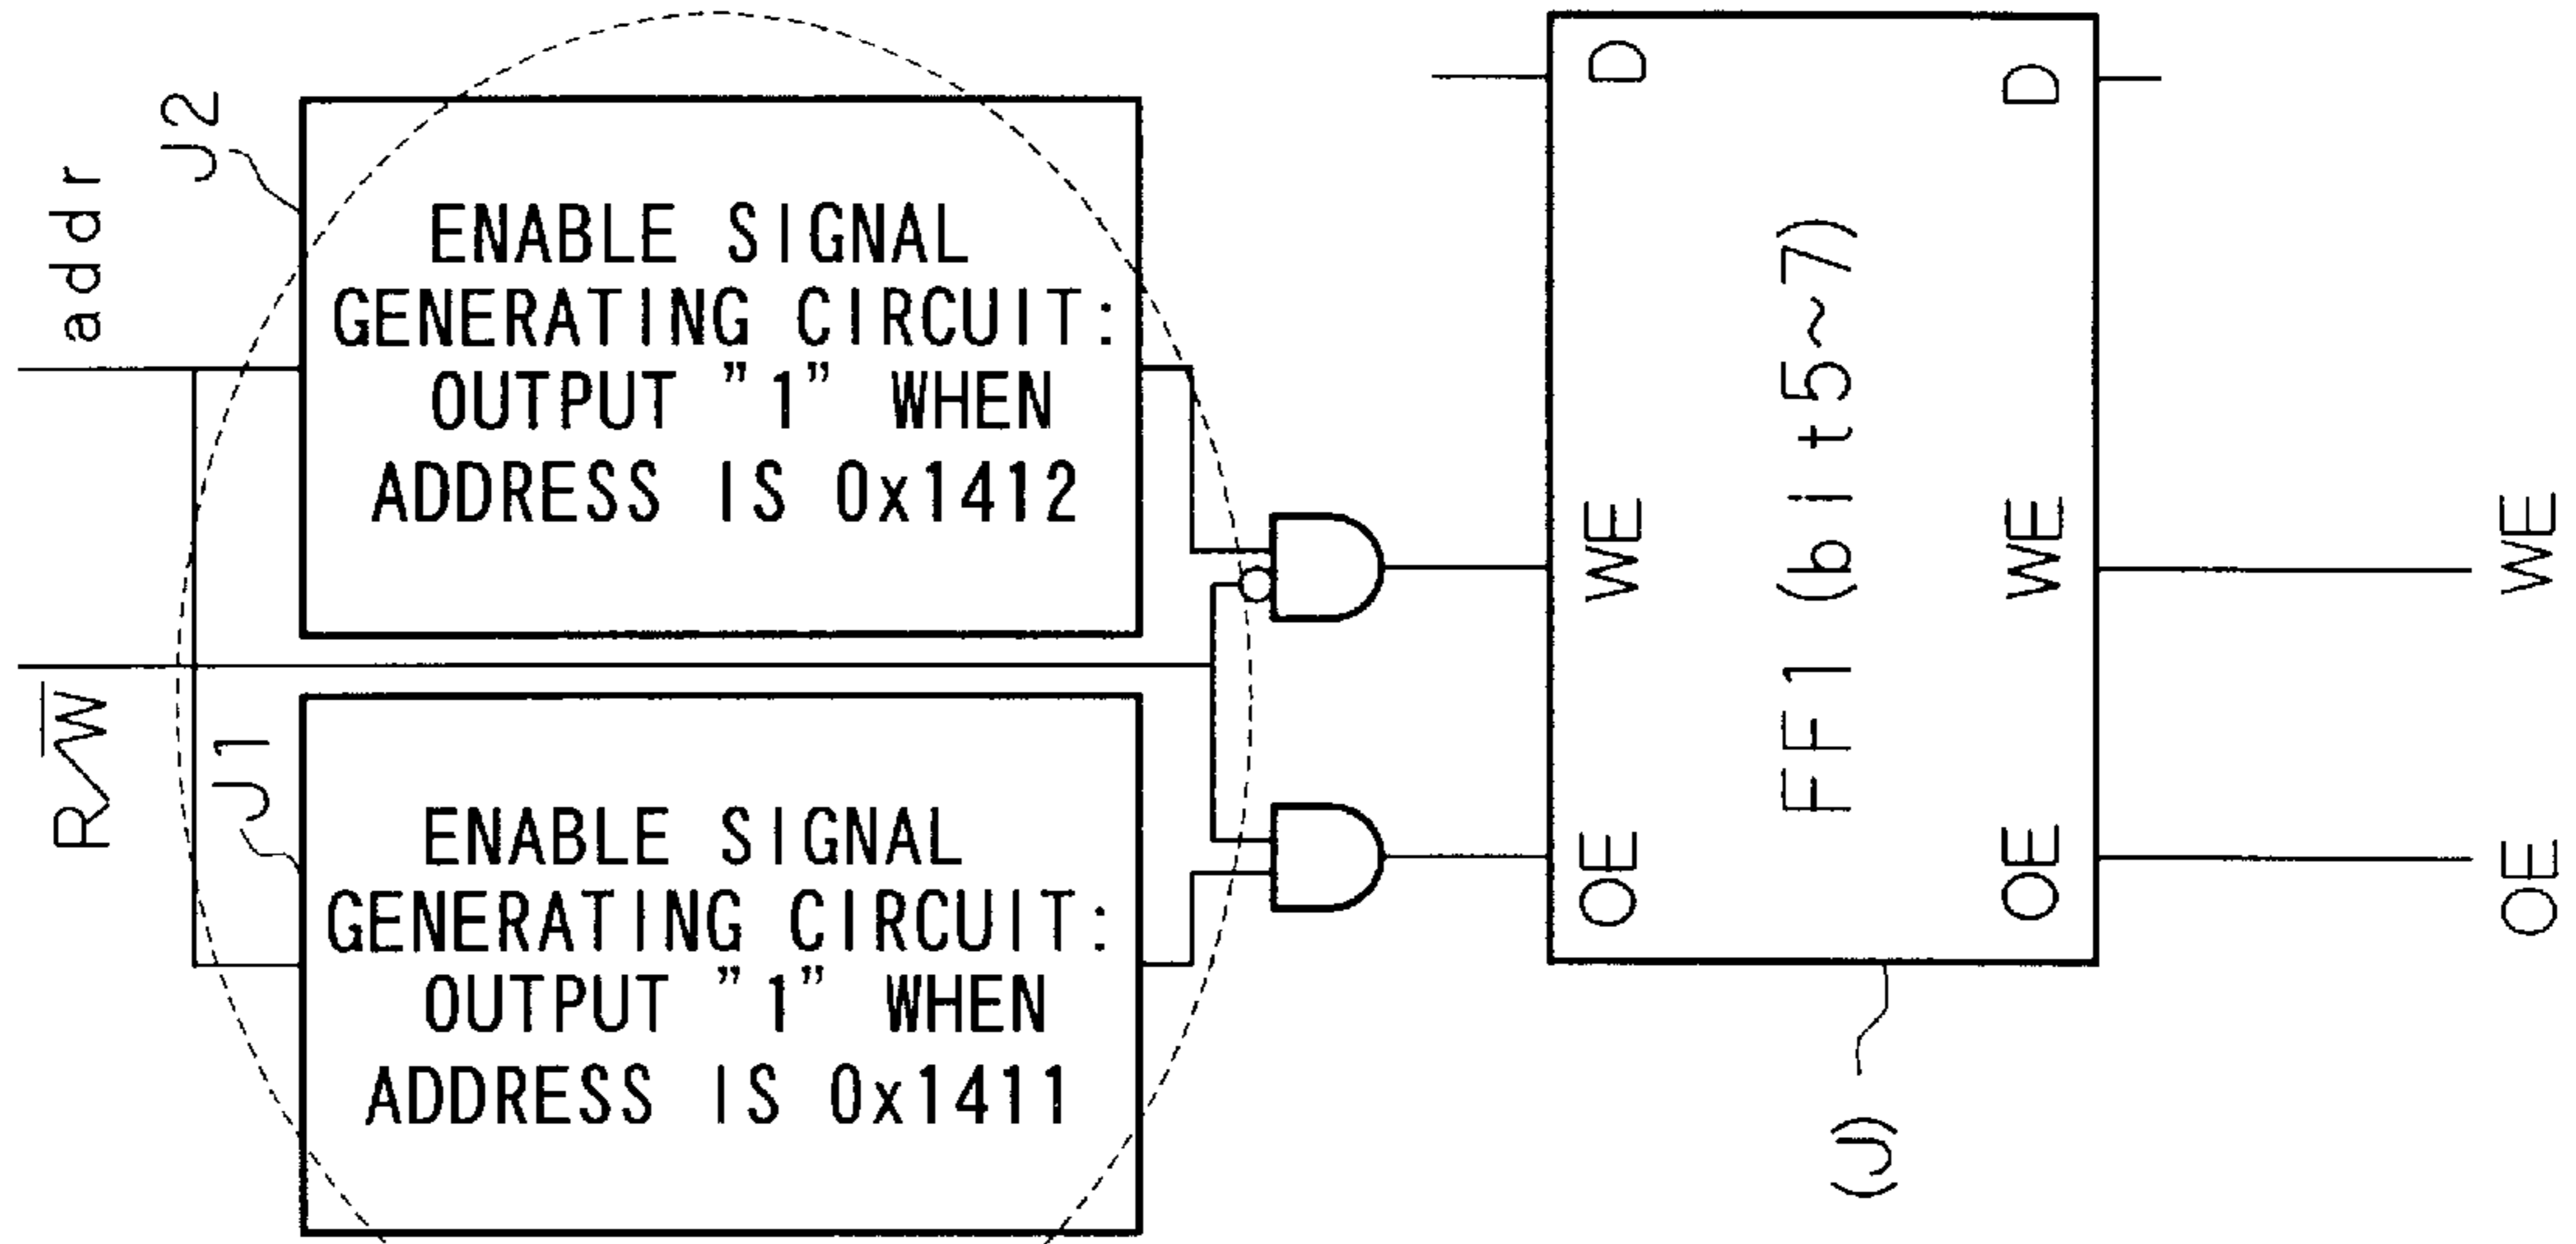 addr
J2
ENABLE SIGNAL
GENERATING CIRCUIT:
OUTPUT "1" WHEN
ADDRESS IS 0x1412
R/W̅
J1
ENABLE SIGNAL
GENERATING CIRCUIT:
OUTPUT "1" WHEN
ADDRESS IS 0x1411
D
WE
OE
FF1(bit5~7)
D
WE
OE
(J)
WE
OE